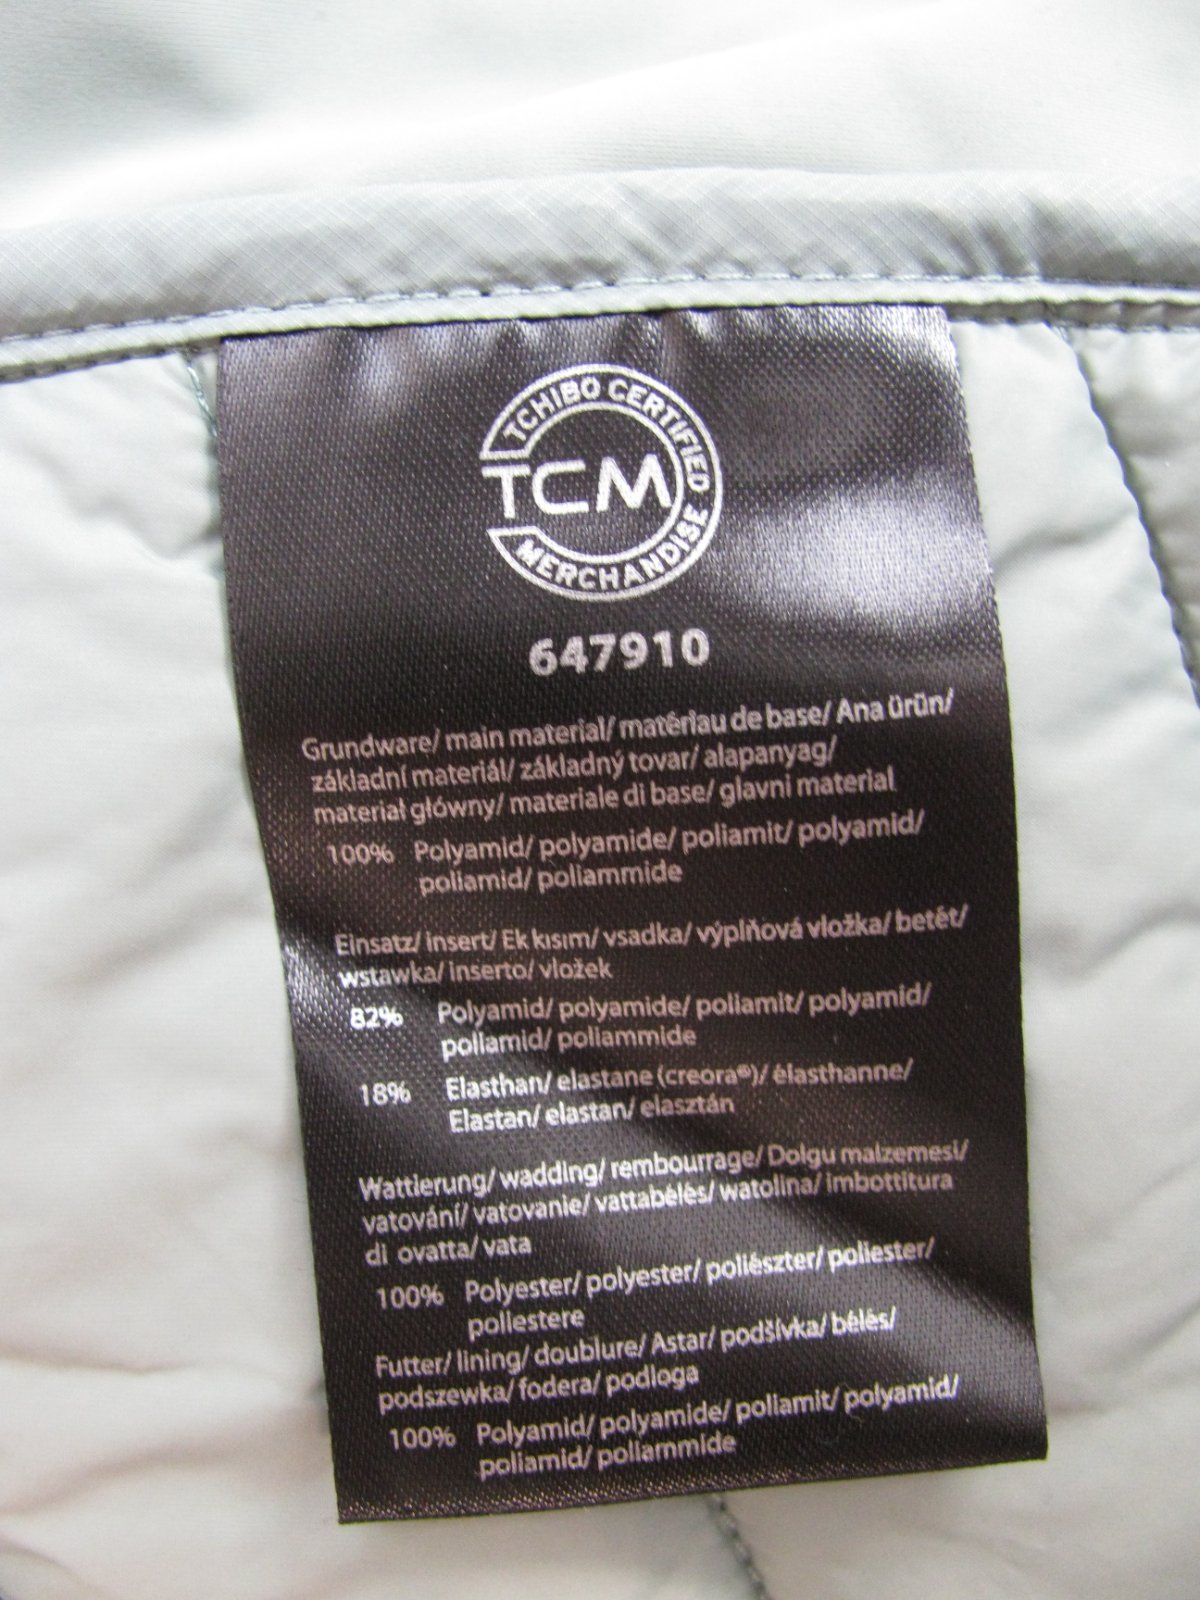 TCHIBO CERTIFIED
TCM
MERCHANDISE
647910
Grundware/ main material/ matériau de base/ Ana ürün/
základní materiál/ základný tovar/ alapanyag/
materiał główny/ materiale di base/ glavni material
100% Polyamid/ polyamide/ poliamit/ polyamid/
poliamid/ poliammide
Einsatz/ insert/ Ek kısım/ vsadka/ výplňová vložka/ betét/
wstawka/ inserto/ vložek
82% Polyamid/ polyamide/ poliamit/ polyamid/
poliamid/ poliammide
18% Elasthan/ elastane (creora®)/ élasthanne/
Elastan/ elastan/ elasztán
Wattierung/ wadding/ rembourrage/ Dolgu malzemesi/
vatování/ vatovanie/ vattabélés/ watolina/ imbottitura
di ovatta/ vata
100% Polyester/ polyester/ poliészter/ poliester/
poliestere
Futter/ lining/ doublure/ Astar/ podšívka/ bélés/
podszewka/ fodera/ podloga
100% Polyamid/ polyamide/ poliamit/ polyamid/
poliamid/ poliammide